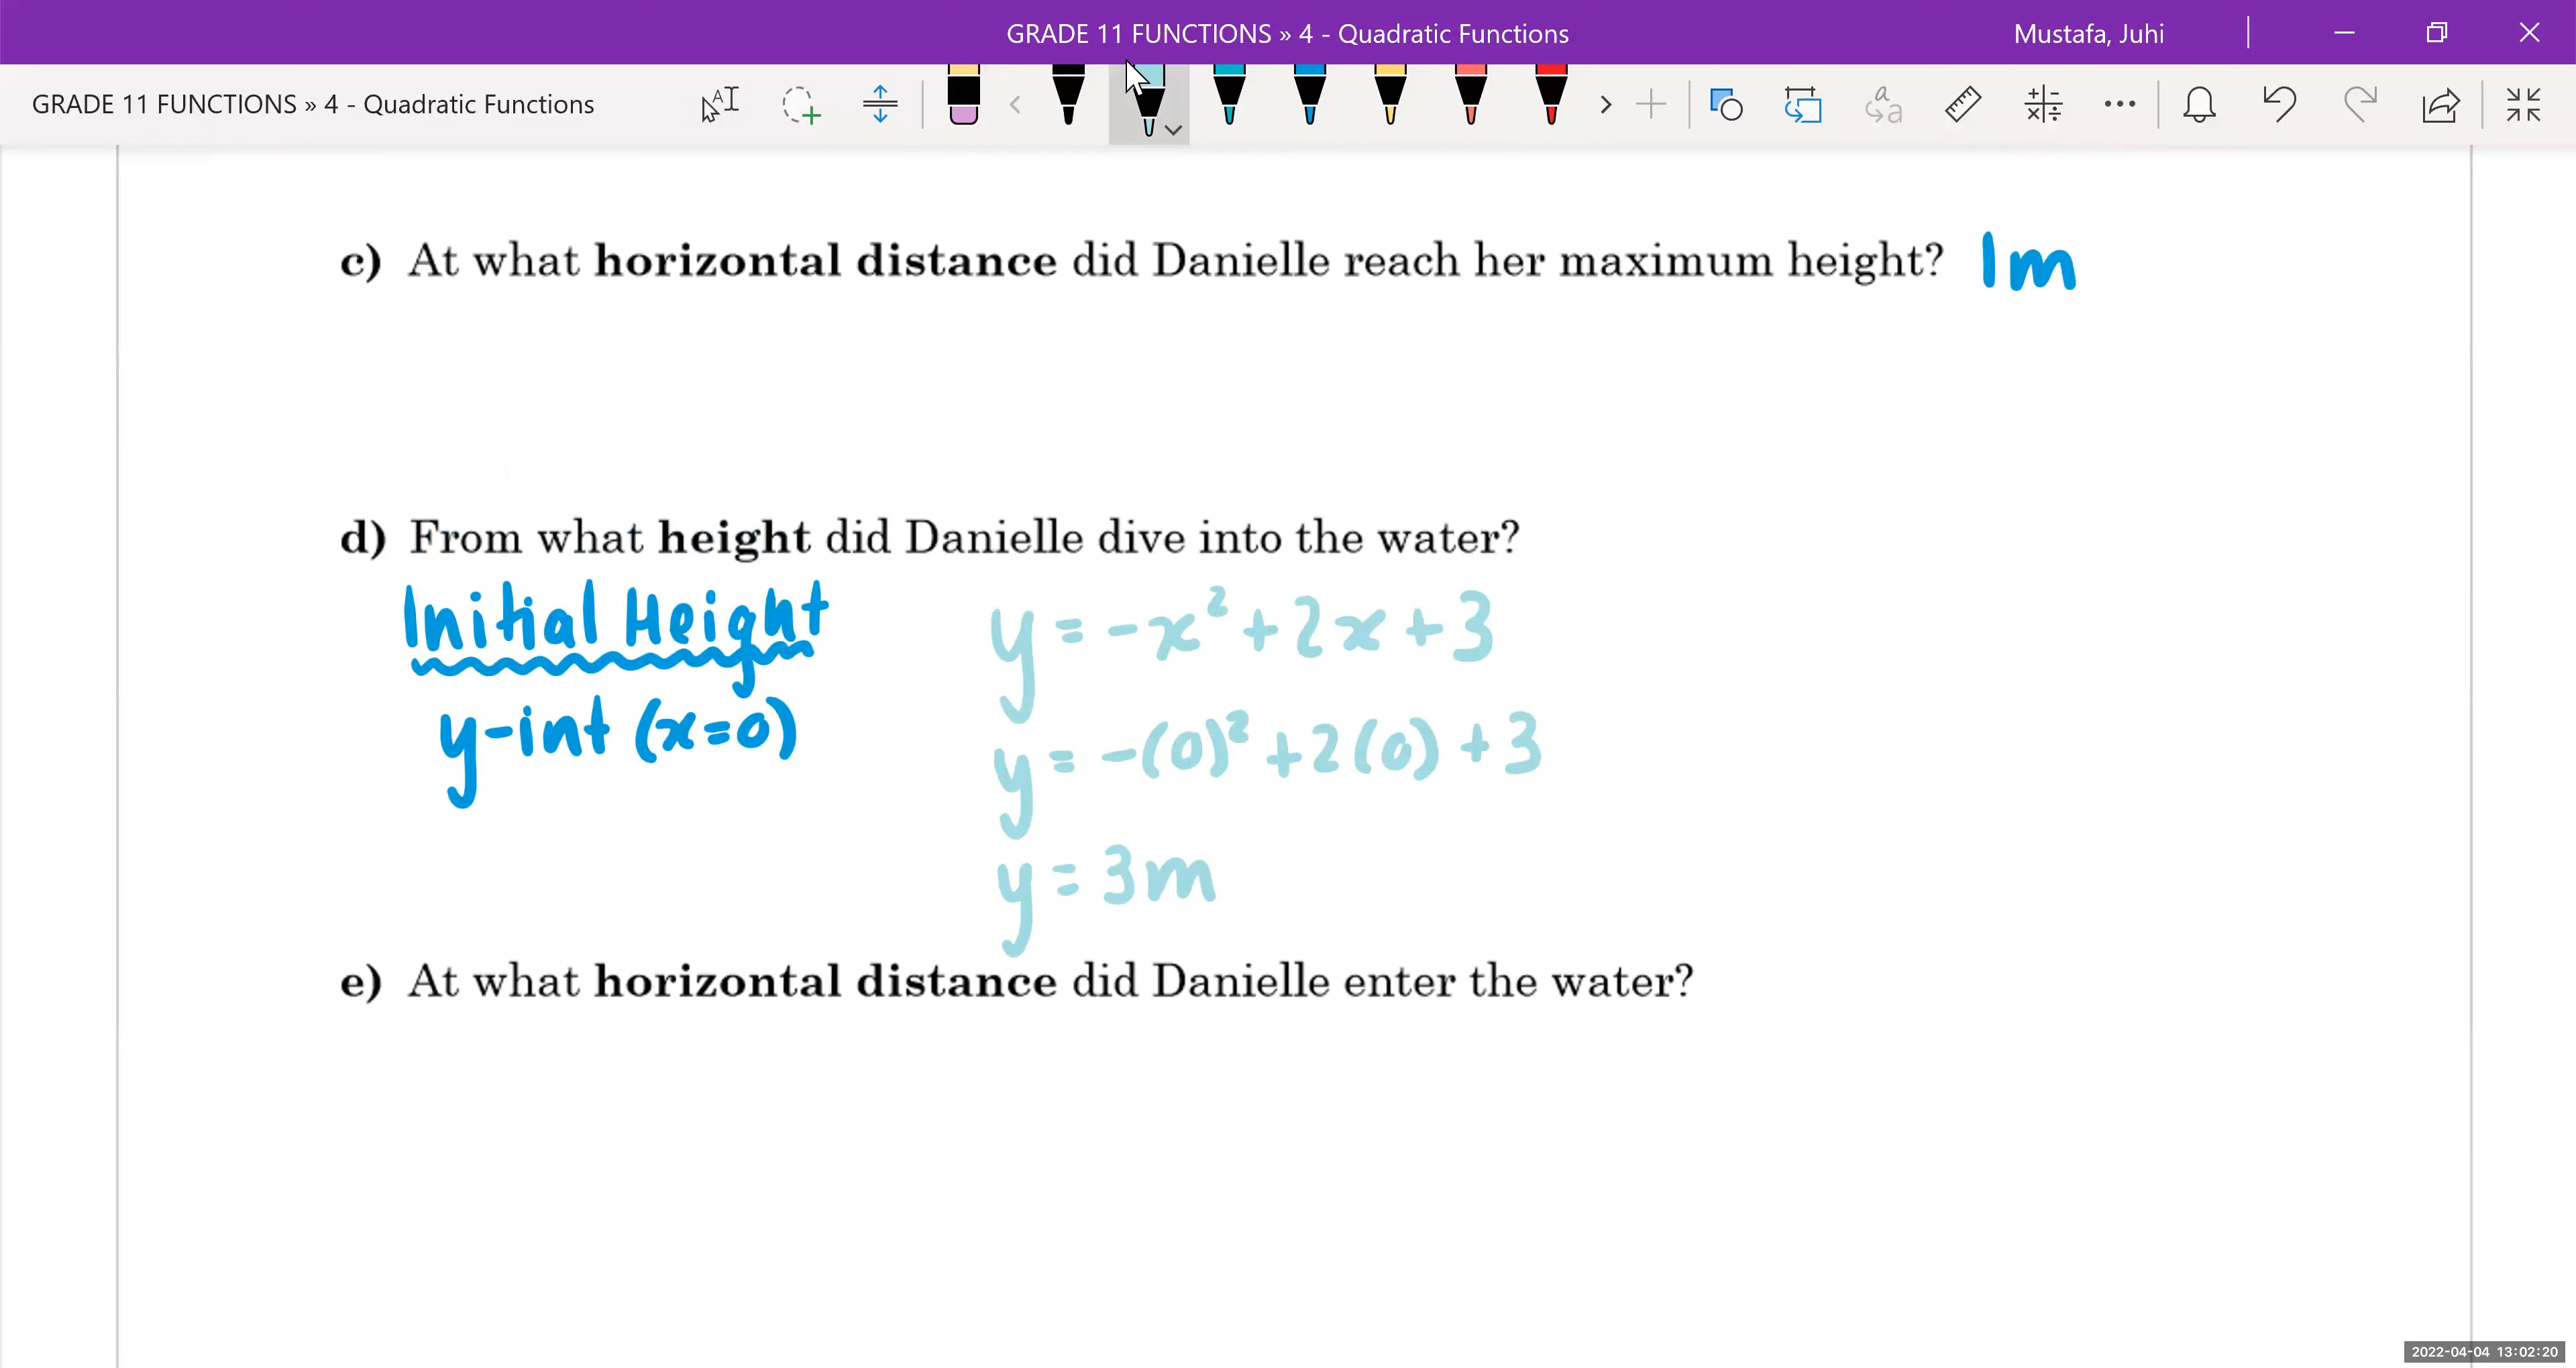 GRADE 11 FUNCTIONS » 4 - Quadratic Functions
Mustafa, Juhi
GRADE 11 FUNCTIONS » 4 - Quadratic Functions
c) At what horizontal distance did Danielle reach her maximum height? 1m
d) From what height did Danielle dive into the water?
Initial Height
y-int (x=0)
y = -x² + 2x + 3
y = -(0)² + 2(0) + 3
y = 3m
e) At what horizontal distance did Danielle enter the water?
2022-04-04 13:02:20